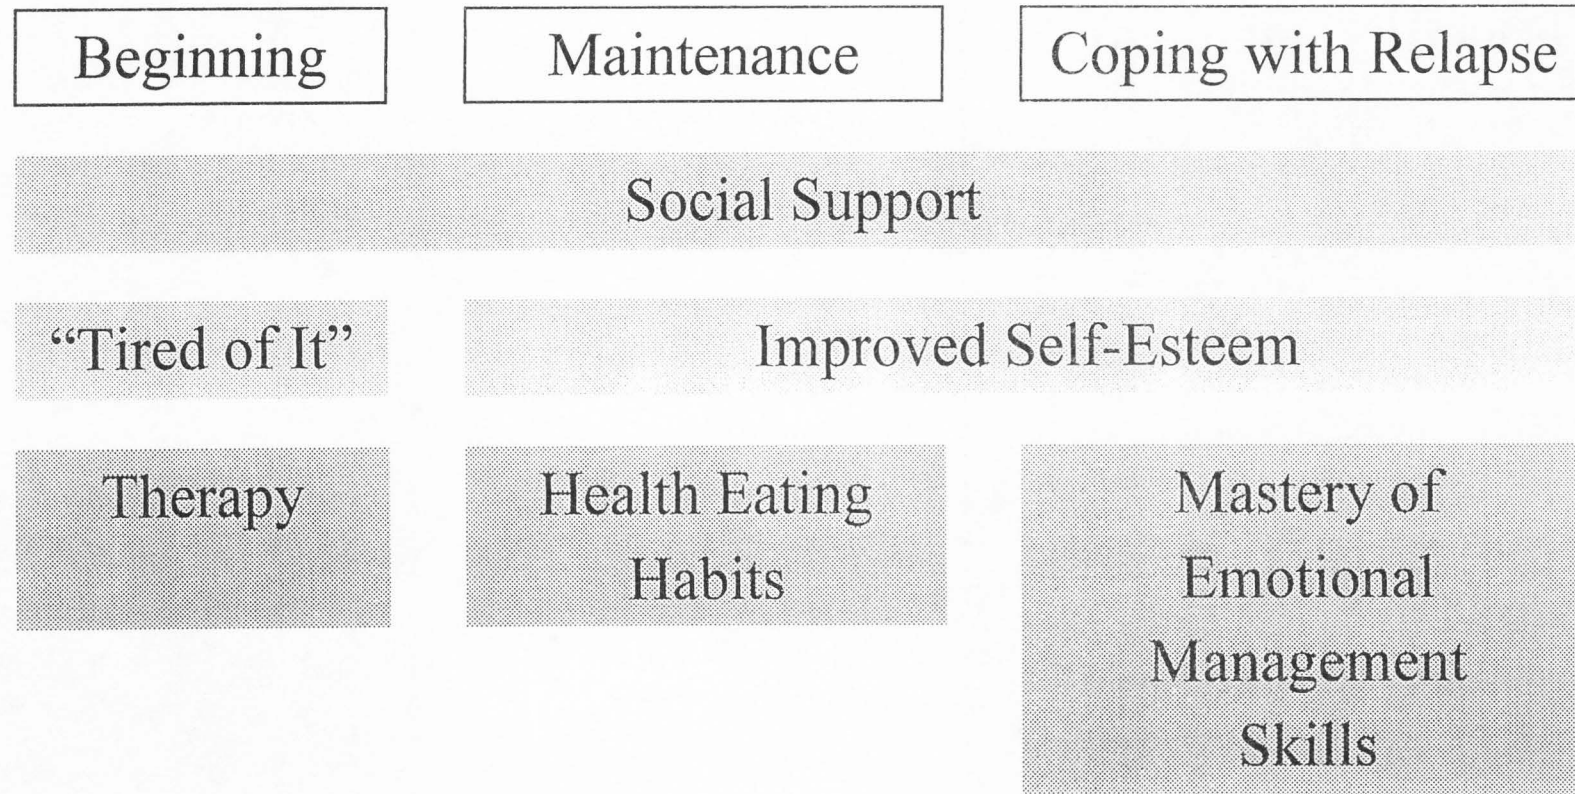 Beginning
Maintenance
Coping with Relapse
Social Support
“Tired of It”
Improved Self-Esteem
Therapy
Health Eating
Habits
Mastery of
Emotional
Management
Skills